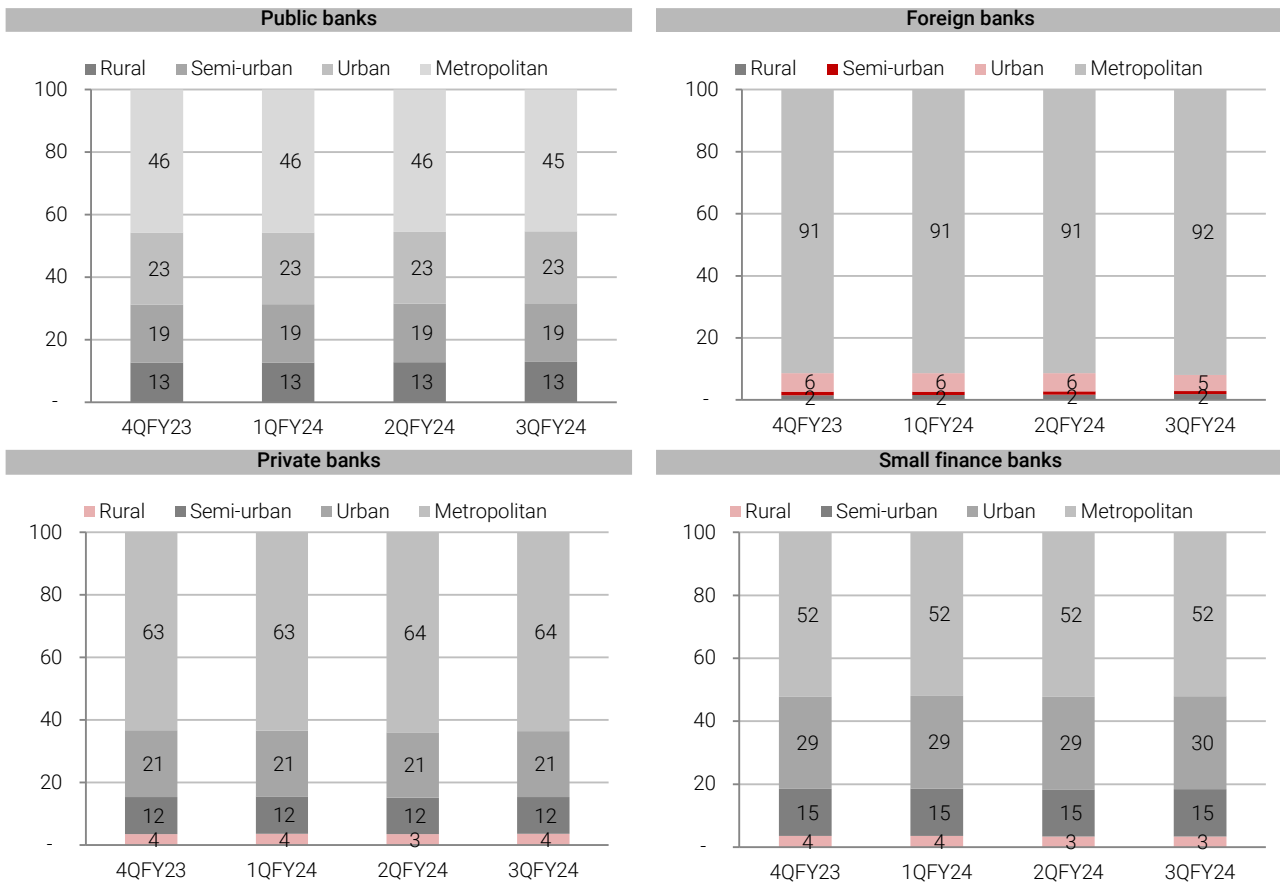 Public banks
Rural Semi-urban Urban Metropolitan
100
80
60
40
20
-
46 46 46 45
23 23 23 23
19 19 19 19
13 13 13 13
4QFY23 1QFY24 2QFY24 3QFY24
Foreign banks
Rural Semi-urban Urban Metropolitan
100
80
60
40
20
-
91 91 91 92
6 6 6 5
2 2 2 2
4QFY23 1QFY24 2QFY24 3QFY24
Private banks
Rural Semi-urban Urban Metropolitan
100
80
60
40
20
-
63 63 64 64
21 21 21 21
12 12 12 12
4 4 3 4
4QFY23 1QFY24 2QFY24 3QFY24
Small finance banks
Rural Semi-urban Urban Metropolitan
100
80
60
40
20
-
52 52 52 52
29 29 29 30
15 15 15 15
4 4 3 3
4QFY23 1QFY24 2QFY24 3QFY24